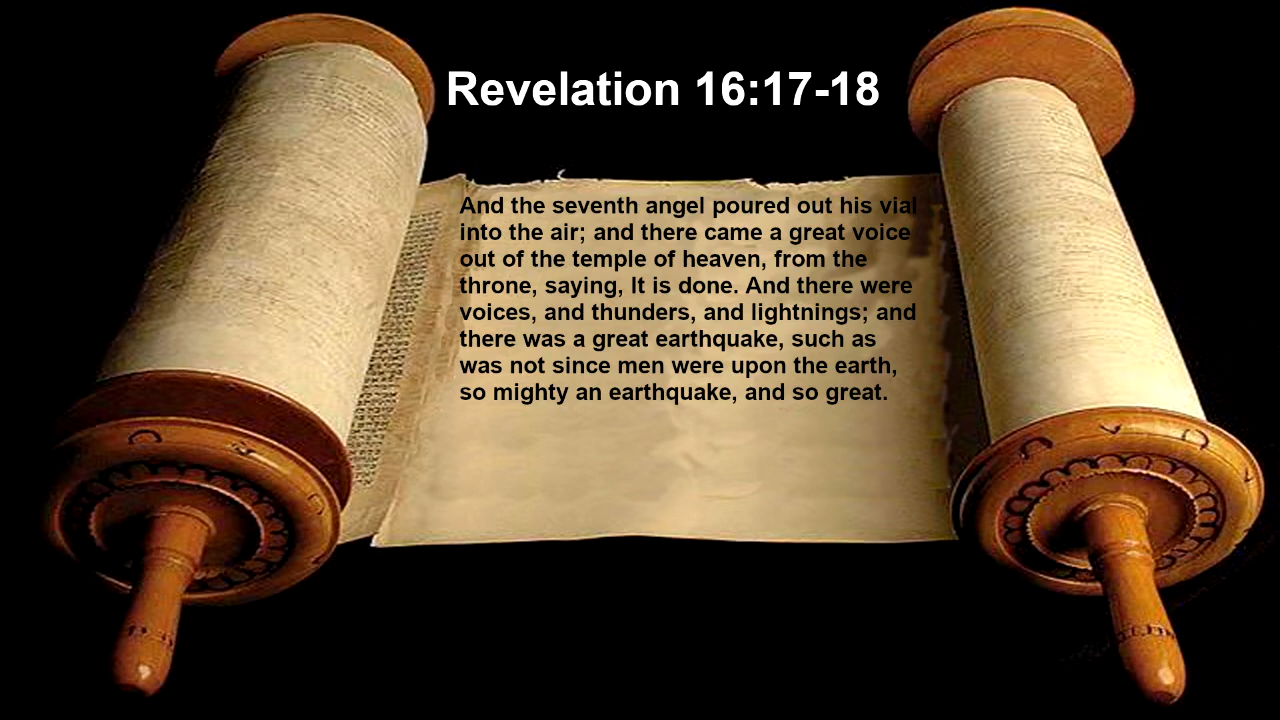 Revelation 16:17-18
And the seventh angel poured out his vial
into the air; and there came a great voice
out of the temple of heaven, from the
throne, saying, It is done. And there were
voices, and thunders, and lightnings; and
there was a great earthquake, such as
was not since men were upon the earth,
so mighty an earthquake, and so great.